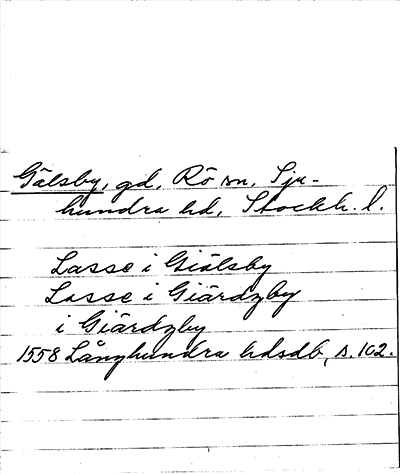 Gälsby, gd, Rö sn, Sju-
hundra hd, Stockh. l.
Lasse i Giälsby
Lasse i Giärdzby
i Giärdzby
1558 Långhundra hdsdb, s. 102.